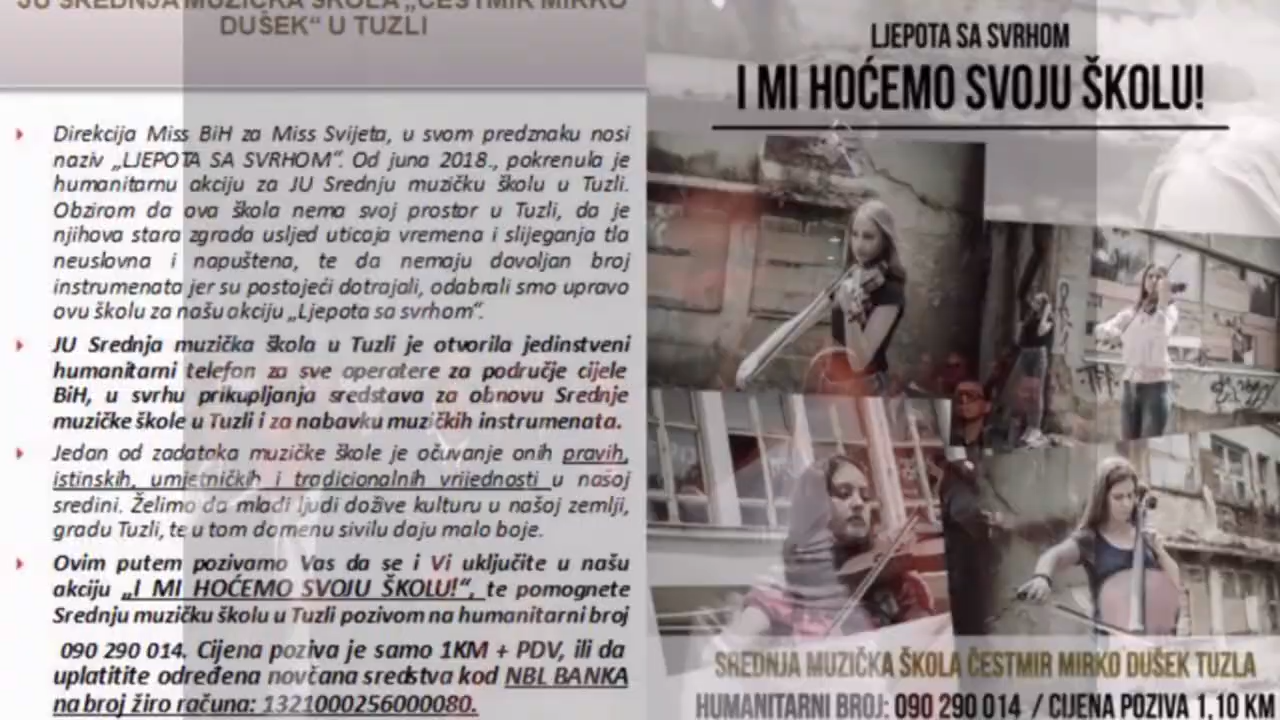 JU SREDNJA MUZIČKA ŠKOLA „ČESTMIR MIRKO
DUŠEK“ U TUZLI
Direkcija Miss BiH za Miss Svijeta, u svom predznaku nosi
naziv „LJEPOTA SA SVRHOM“. Od juna 2018., pokrenula je
humanitarnu akciju za JU Srednju muzičku školu u Tuzli.
Obzirom da ova škola nema svoj prostor u Tuzli, da je
njihova stara zgrada usljed uticaja vremena i slijeganja tla
neuslovna i napuštena, te da nemaju dovoljan broj
instrumenata jer su postojeći dotrajali, odabrali smo upravo
ovu školu za našu akciju „Ljepota sa svrhom“.
JU Srednja muzička škola u Tuzli je otvorila jedinstveni
humanitarni telefon za sve operatere za područje cijele
BiH, u svrhu prikupljanja sredstava za obnovu Srednje
muzičke škole u Tuzli i za nabavku muzičkih instrumenata.
Jedan od zadataka muzičke škole je očuvanje onih pravih,
istinskih, umjetničkih i tradicionalnih vrijednosti u našoj
sredini. Želimo da mladi ljudi dožive kulturu u našoj zemlji,
gradu Tuzli, te u tom domenu sivilu daju malo boje.
Ovim putem pozivamo Vas da se i Vi uključite u našu
akciju „I MI HOĆEMO SVOJU ŠKOLU!“, te pomognete
Srednju muzičku školu u Tuzli pozivom na humanitarni broj
090 290 014. Cijena poziva je samo 1KM + PDV, ili da
uplatitite određena novčana sredstva kod NBL BANKA
na broj žiro računa: 1321000256000080.
LJEPOTA SA SVRHOM
I MI HOĆEMO SVOJU ŠKOLU!
SREDNJA MUZIČKA ŠKOLA ČESTMIR MIRKO DUŠEK TUZLA
HUMANITARNI BROJ: 090 290 014 / CIJENA POZIVA 1,10 KM